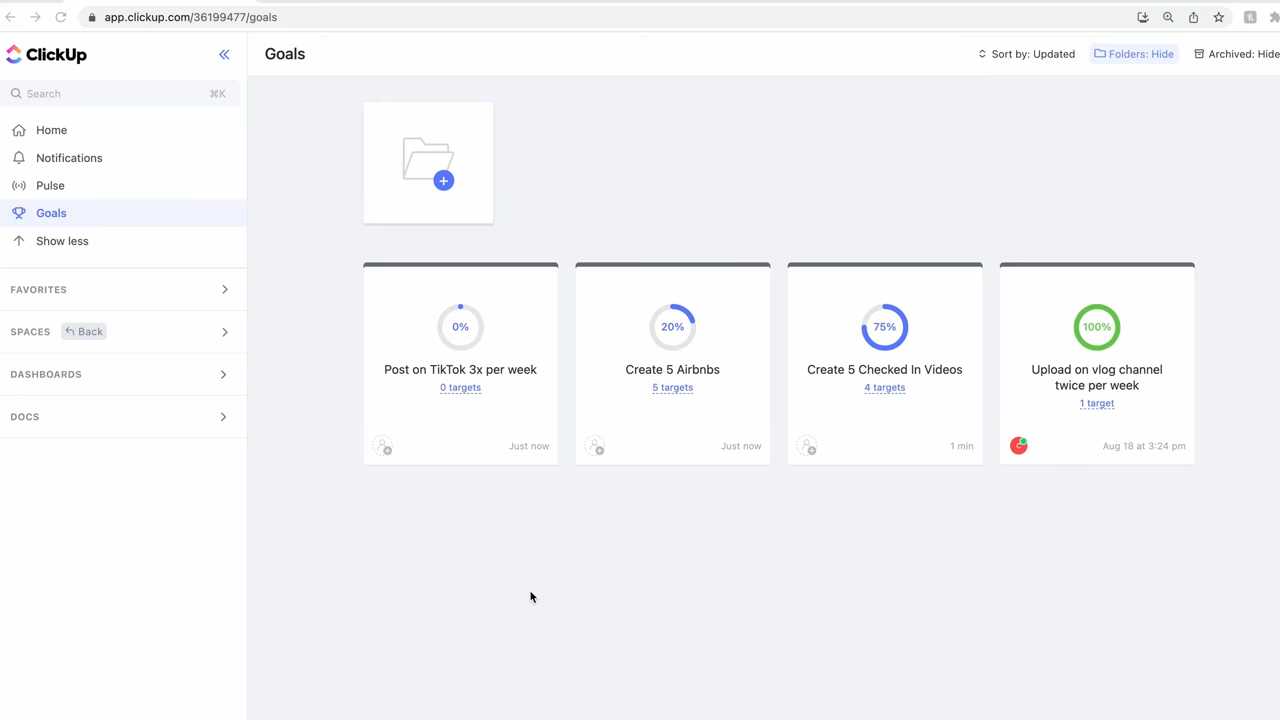 app.clickup.com/36199477/goals
ClickUp
Search ⌘K
Home
Notifications
Pulse
Goals
Show less
FAVORITES
SPACES Back
DASHBOARDS
DOCS
Goals
Sort by: Updated Folders: Hide Archived: Hide
0%
Post on TikTok 3x per week
0 targets
Just now
20%
Create 5 Airbnbs
5 targets
Just now
75%
Create 5 Checked In Videos
4 targets
1 min
100%
Upload on vlog channel
twice per week
1 target
Aug 18 at 3:24 pm